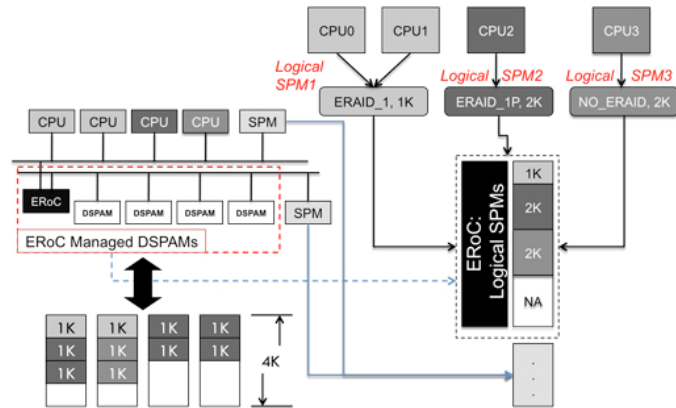 CPU0
CPU1
CPU2
CPU3
Logical
SPM1
Logical
SPM2
Logical
SPM3
ERAID_1, 1K
ERAID_1P, 2K
NO_ERAID, 2K
CPU
CPU
CPU
CPU
SPM
ERoC
DSPAM
DSPAM
DSPAM
DSPAM
SPM
ERoC Managed DSPAMs
ERoC:
Logical SPMs
1K
2K
2K
NA
1K
1K
1K
1K
1K
1K
1K
1K
1K
1K
4K
.
.
.